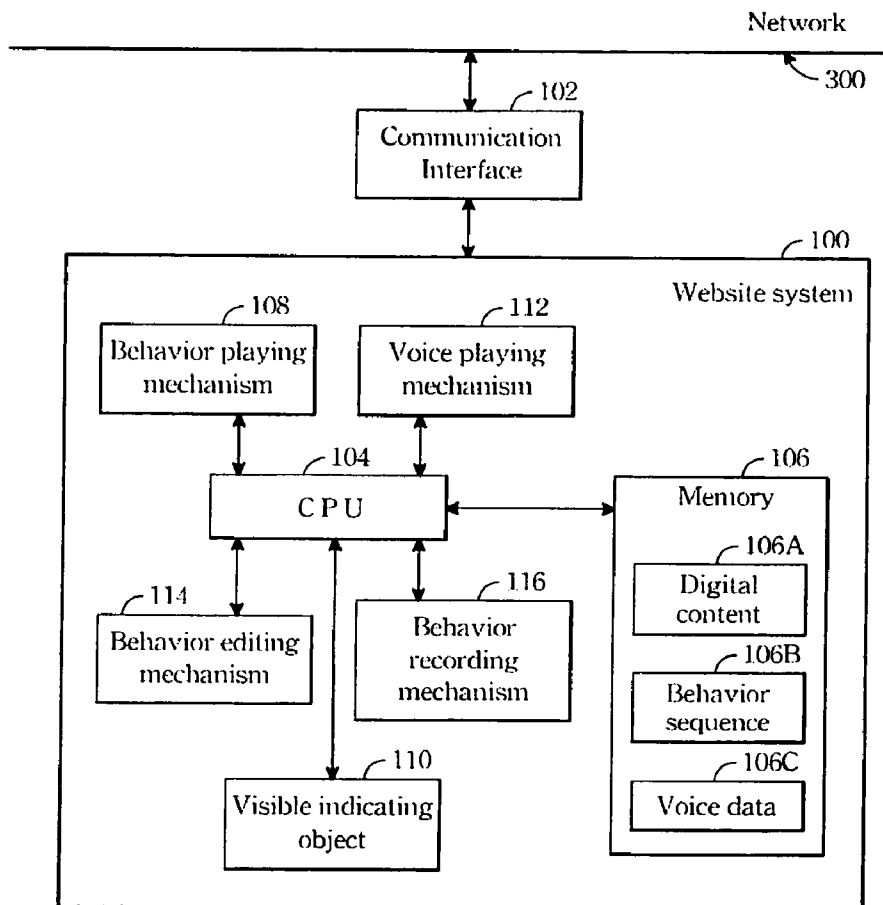 Network
300
102
Communication
Interface
100
Website system
108
Behavior playing
mechanism
112
Voice playing
mechanism
104
CPU
106
Memory
106A
Digital
content
106B
Behavior
sequence
106C
Voice data
114
Behavior editing
mechanism
116
Behavior
recording
mechanism
110
Visible indicating
object